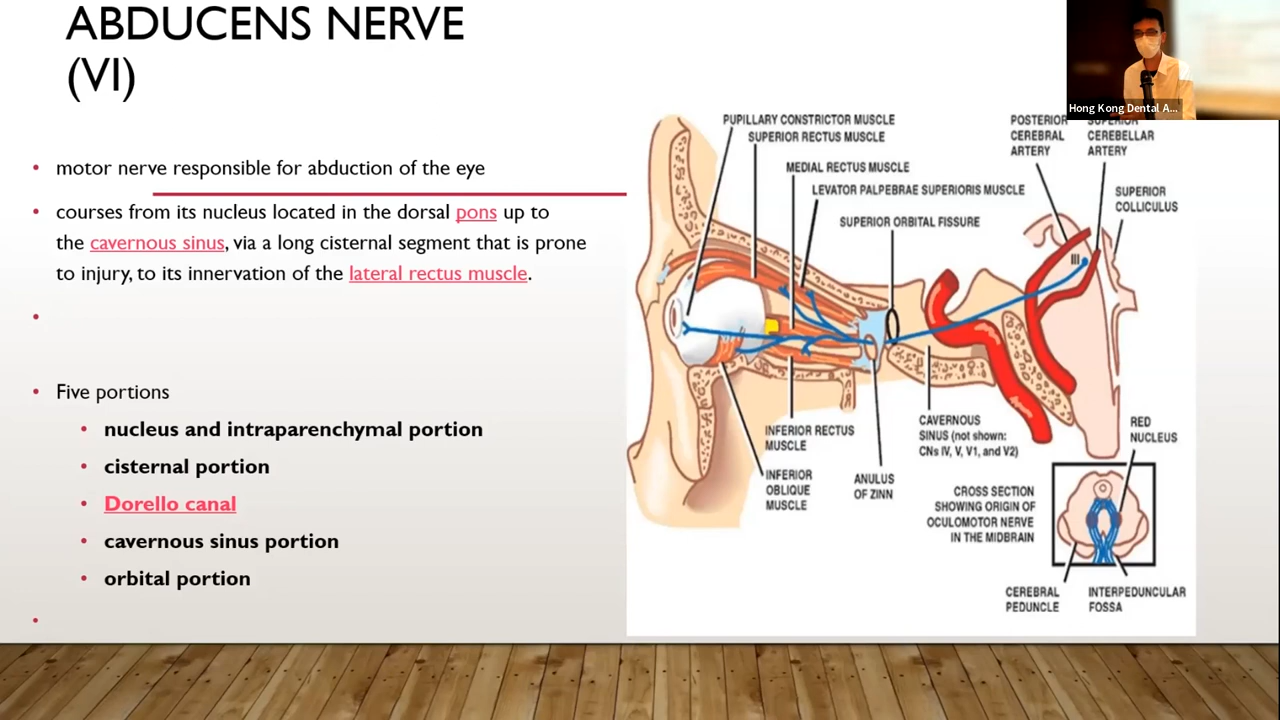 ABDUCENS NERVE
(VI)
motor nerve responsible for abduction of the eye
courses from its nucleus located in the dorsal pons up to
the cavernous sinus, via a long cisternal segment that is prone
to injury, to its innervation of the lateral rectus muscle.
Five portions
nucleus and intraparenchymal portion
cisternal portion
Dorello canal
cavernous sinus portion
orbital portion
Hong Kong Dental A...
PUPILLARY CONSTRICTOR MUSCLE
SUPERIOR RECTUS MUSCLE
MEDIAL RECTUS MUSCLE
LEVATOR PALPEBRAE SUPERIORIS MUSCLE
SUPERIOR ORBITAL FISSURE
POSTERIOR
CEREBRAL
ARTERY
SUPERIOR
CEREBELLAR
ARTERY
SUPERIOR
COLLICULUS
III
INFERIOR RECTUS
MUSCLE
INFERIOR
OBLIQUE
MUSCLE
ANULUS
OF ZINN
CAVERNOUS
SINUS (not shown:
CNs IV, V, V1, and V2)
RED
NUCLEUS
CROSS SECTION
SHOWING ORIGIN OF
OCULOMOTOR NERVE
IN THE MIDBRAIN
CEREBRAL
PEDUNCLE
INTERPEDUNCULAR
FOSSA